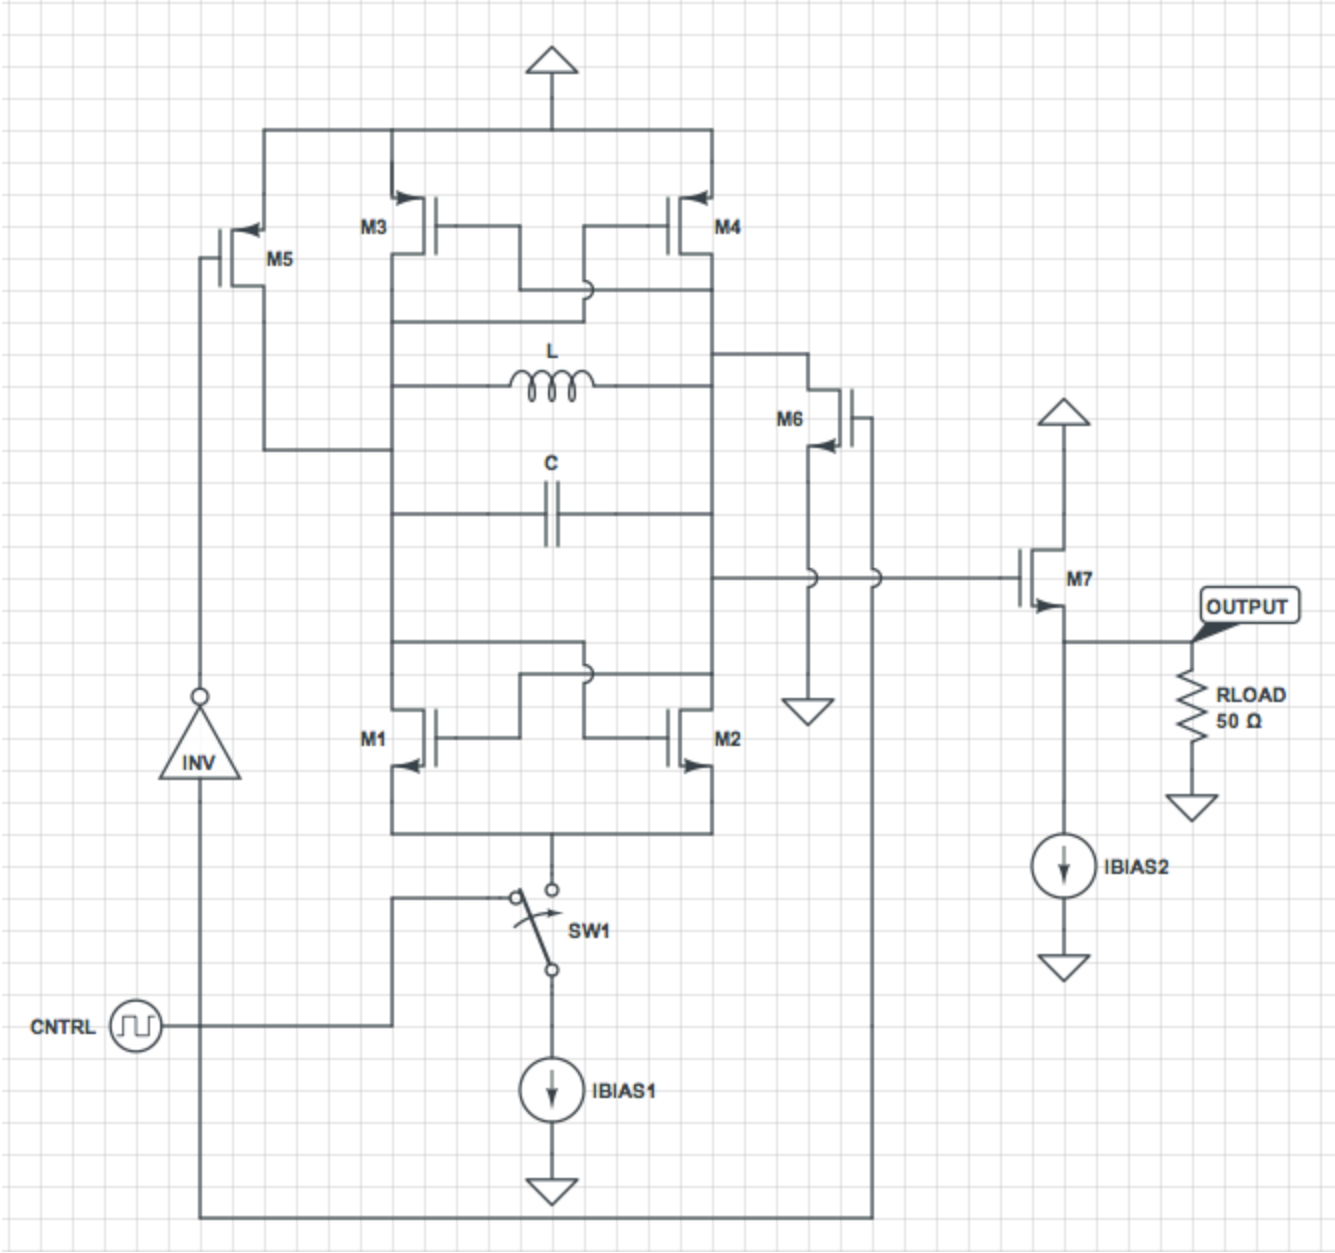 M3
M4
M5
L
M6
C
M7
OUTPUT
RLOAD
50 Ω
M1
M2
INV
IBIAS2
SW1
CNTRL
IBIAS1